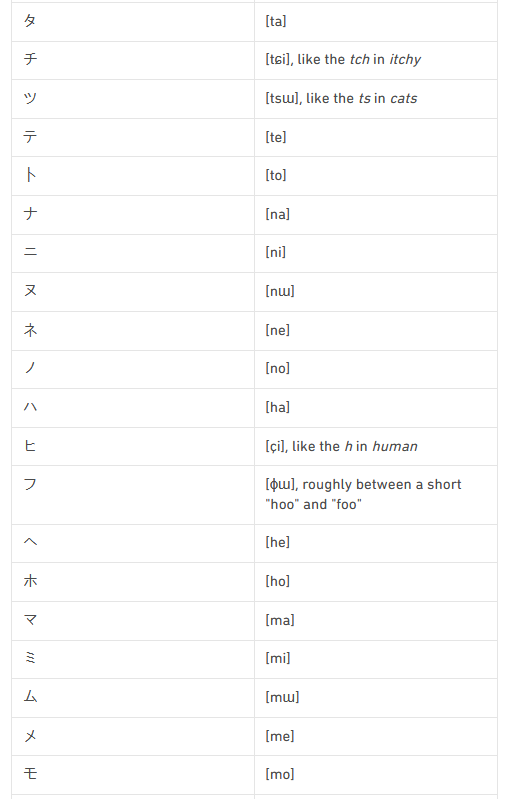 タ [ta]
チ [tɕi], like the tch in itchy
ツ [tsɯ], like the ts in cats
テ [te]
ト [to]
ナ [na]
ニ [ni]
ヌ [nɯ]
ネ [ne]
ノ [no]
ハ [ha]
ヒ [çi], like the h in human
フ [ɸɯ], roughly between a short
"hoo" and "foo"
ヘ [he]
ホ [ho]
マ [ma]
ミ [mi]
ム [mɯ]
メ [me]
モ [mo]